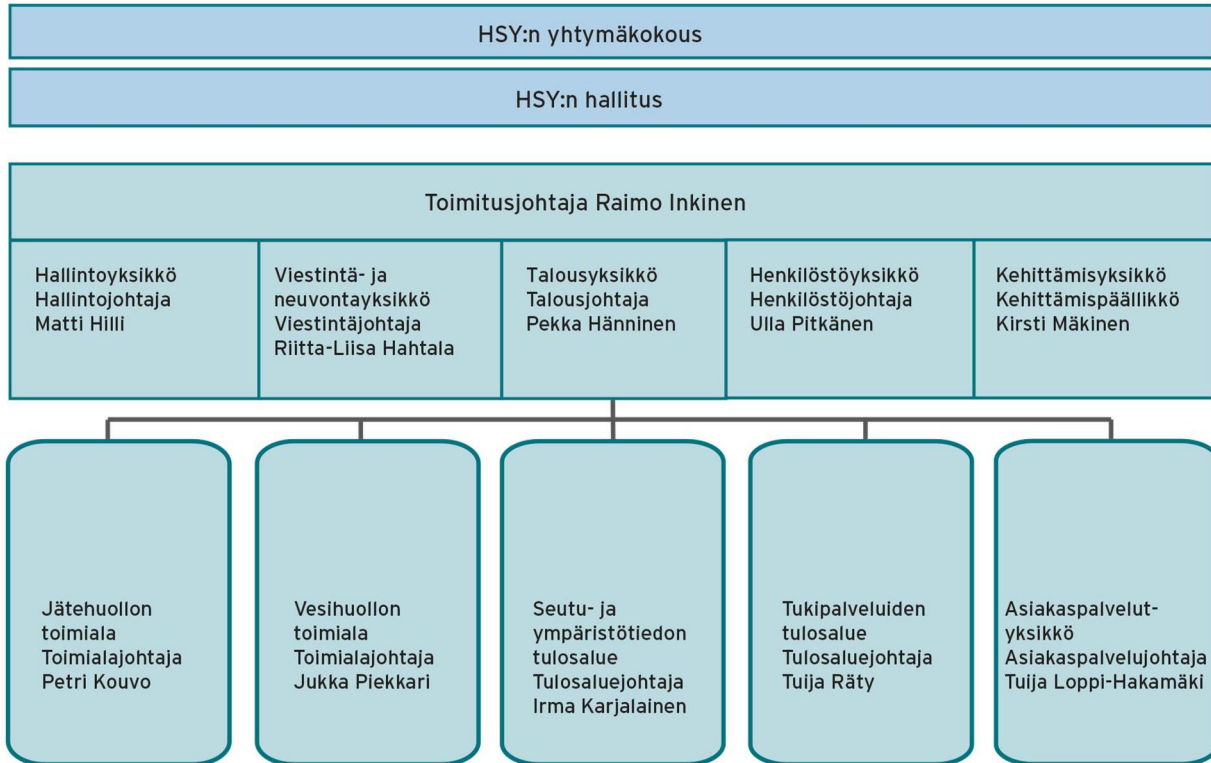 HSY:n yhtymäkokous
HSY:n hallitus
Toimitusjohtaja Raimo Inkinen
Hallintoyksikkö
Hallintojohtaja
Matti Hilli
Viestintä- ja
neuvontayksikkö
Viestintäjohtaja
Riitta-Liisa Hahtala
Talousyksikkö
Talousjohtaja
Pekka Hänninen
Henkilöstöyksikkö
Henkilöstöjohtaja
Ulla Pitkänen
Kehittämisyksikkö
Kehittämispäällikkö
Kirsti Mäkinen
Jätehuollon
toimiala
Toimialajohtaja
Petri Kouvo
Vesihuollon
toimiala
Toimialajohtaja
Jukka Piekkari
Seutu- ja
ympäristötiedon
tulosalue
Tulosaluejohtaja
Irma Karjalainen
Tukipalveluiden
tulosalue
Tulosaluejohtaja
Tuija Räty
Asiakaspalvelut-
yksikkö
Asiakaspalvelujohtaja
Tuija Loppi-Hakamäki